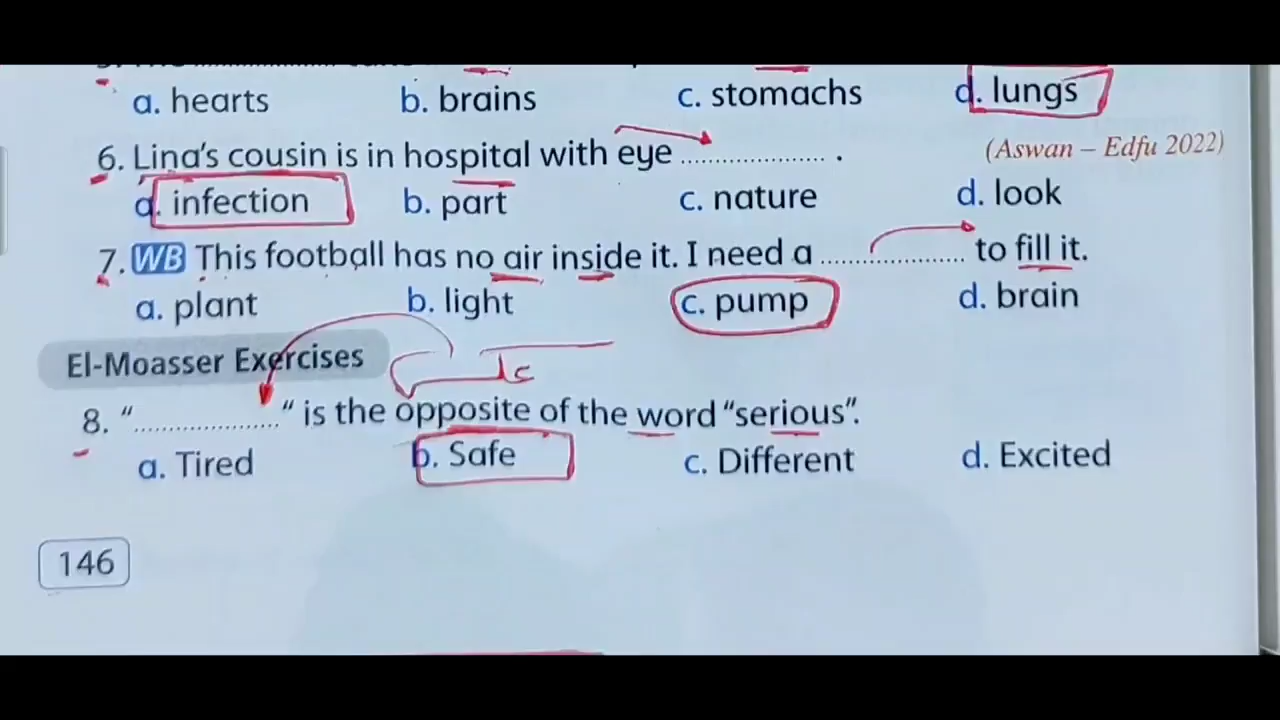 a. hearts b. brains c. stomachs d. lungs
6. Lina's cousin is in hospital with eye ........................ . (Aswan – Edfu 2022)
a. infection b. part c. nature d. look
7. WB This football has no air inside it. I need a ........................ to fill it.
a. plant b. light c. pump d. brain
El-Moasser Exercises
8. "........................" is the opposite of the word "serious".
a. Tired b. Safe c. Different d. Excited
146